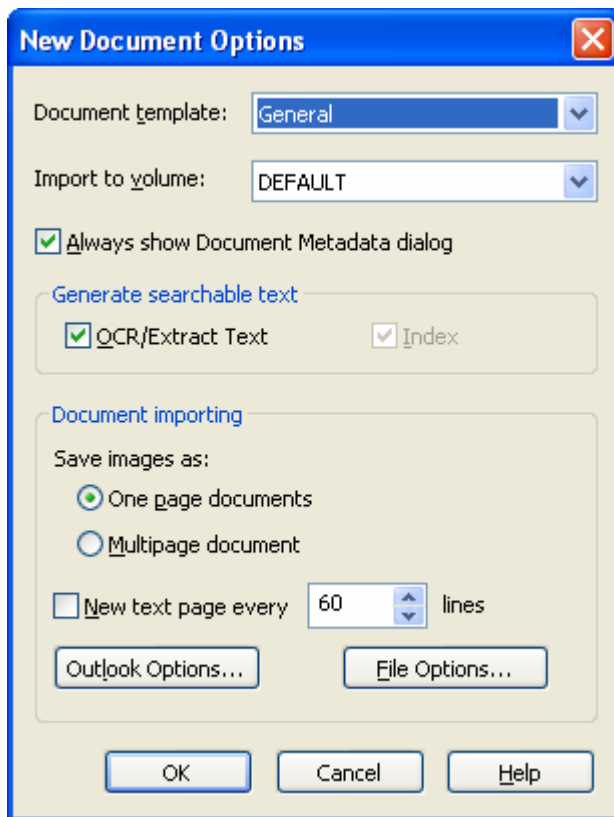 New Document Options
Document template: General
Import to volume: DEFAULT
Always show Document Metadata dialog
Generate searchable text
OCR/Extract Text Index
Document importing
Save images as:
One page documents
Multipage document
New text page every 60 lines
Outlook Options... File Options...
OK Cancel Help